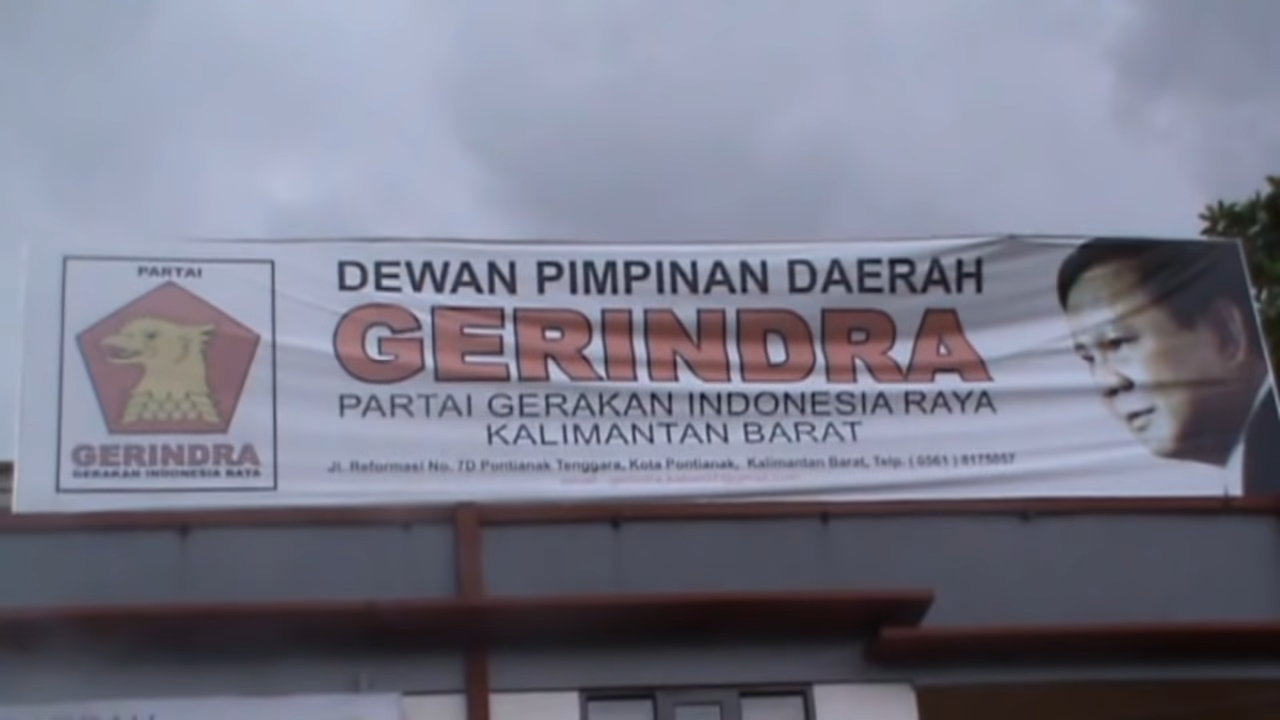 PARTAI
GERINDRA
GERAKAN INDONESIA RAYA
DEWAN PIMPINAN DAERAH
GERINDRA
PARTAI GERAKAN INDONESIA RAYA
KALIMANTAN BARAT
Jl. Reformasi No. 7D Pontianak Tenggara, Kota Pontianak, Kalimantan Barat, Telp. ( 0561 ) 8175057